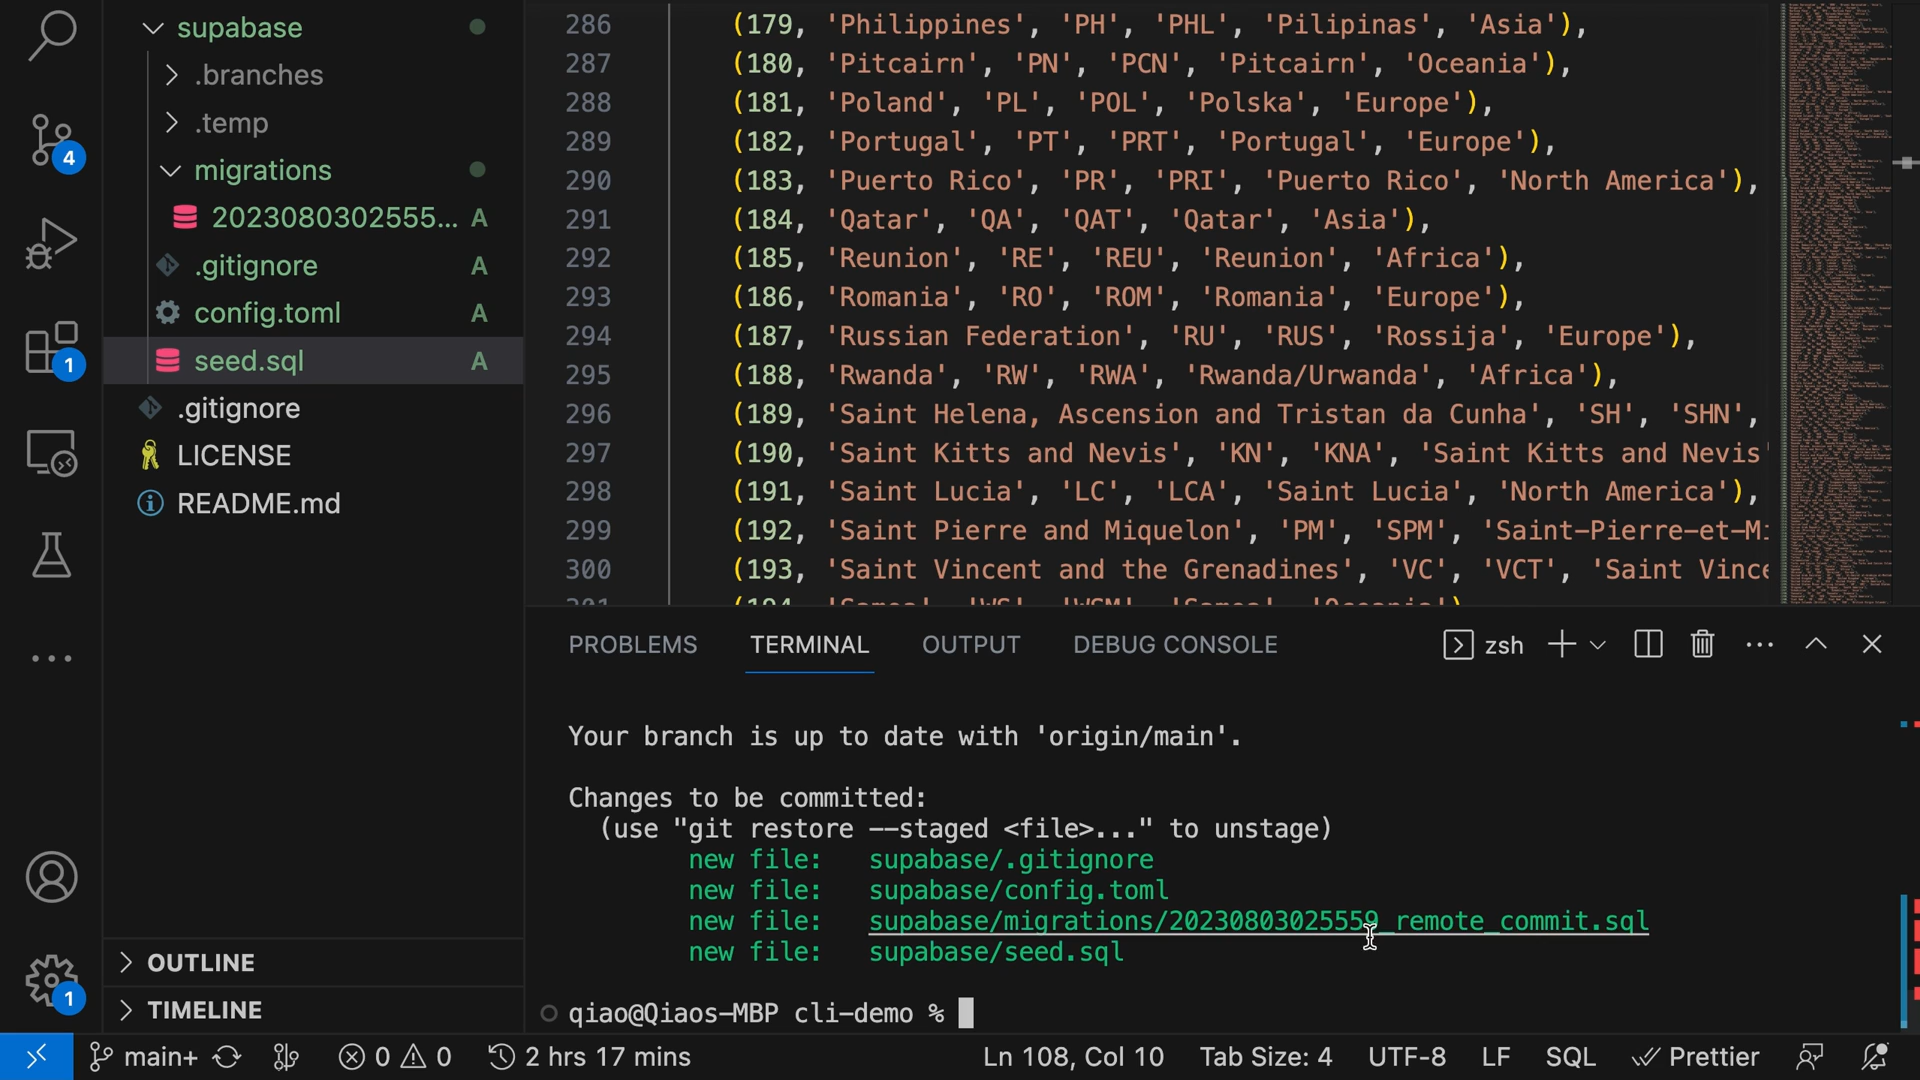 supabase
.branches
.temp
migrations
2023080302555... A
.gitignore A
config.toml A
seed.sql A
.gitignore
LICENSE
README.md
OUTLINE
TIMELINE
4
1
1
286 (179, 'Philippines', 'PH', 'PHL', 'Pilipinas', 'Asia'),
287 (180, 'Pitcairn', 'PN', 'PCN', 'Pitcairn', 'Oceania'),
288 (181, 'Poland', 'PL', 'POL', 'Polska', 'Europe'),
289 (182, 'Portugal', 'PT', 'PRT', 'Portugal', 'Europe'),
290 (183, 'Puerto Rico', 'PR', 'PRI', 'Puerto Rico', 'North America'),
291 (184, 'Qatar', 'QA', 'QAT', 'Qatar', 'Asia'),
292 (185, 'Reunion', 'RE', 'REU', 'Reunion', 'Africa'),
293 (186, 'Romania', 'RO', 'ROM', 'Romania', 'Europe'),
294 (187, 'Russian Federation', 'RU', 'RUS', 'Rossija', 'Europe'),
295 (188, 'Rwanda', 'RW', 'RWA', 'Rwanda/Urwanda', 'Africa'),
296 (189, 'Saint Helena, Ascension and Tristan da Cunha', 'SH', 'SHN',
297 (190, 'Saint Kitts and Nevis', 'KN', 'KNA', 'Saint Kitts and Nevis'
298 (191, 'Saint Lucia', 'LC', 'LCA', 'Saint Lucia', 'North America'),
299 (192, 'Saint Pierre and Miquelon', 'PM', 'SPM', 'Saint-Pierre-et-Mi
300 (193, 'Saint Vincent and the Grenadines', 'VC', 'VCT', 'Saint Vince
PROBLEMS TERMINAL OUTPUT DEBUG CONSOLE zsh
Your branch is up to date with 'origin/main'.
Changes to be committed:
(use "git restore --staged <file>..." to unstage)
new file: supabase/.gitignore
new file: supabase/config.toml
new file: supabase/migrations/20230803025559_remote_commit.sql
new file: supabase/seed.sql
qiao@Qiaos-MBP cli-demo %
main+ 0 0 2 hrs 17 mins Ln 108, Col 10 Tab Size: 4 UTF-8 LF SQL Prettier